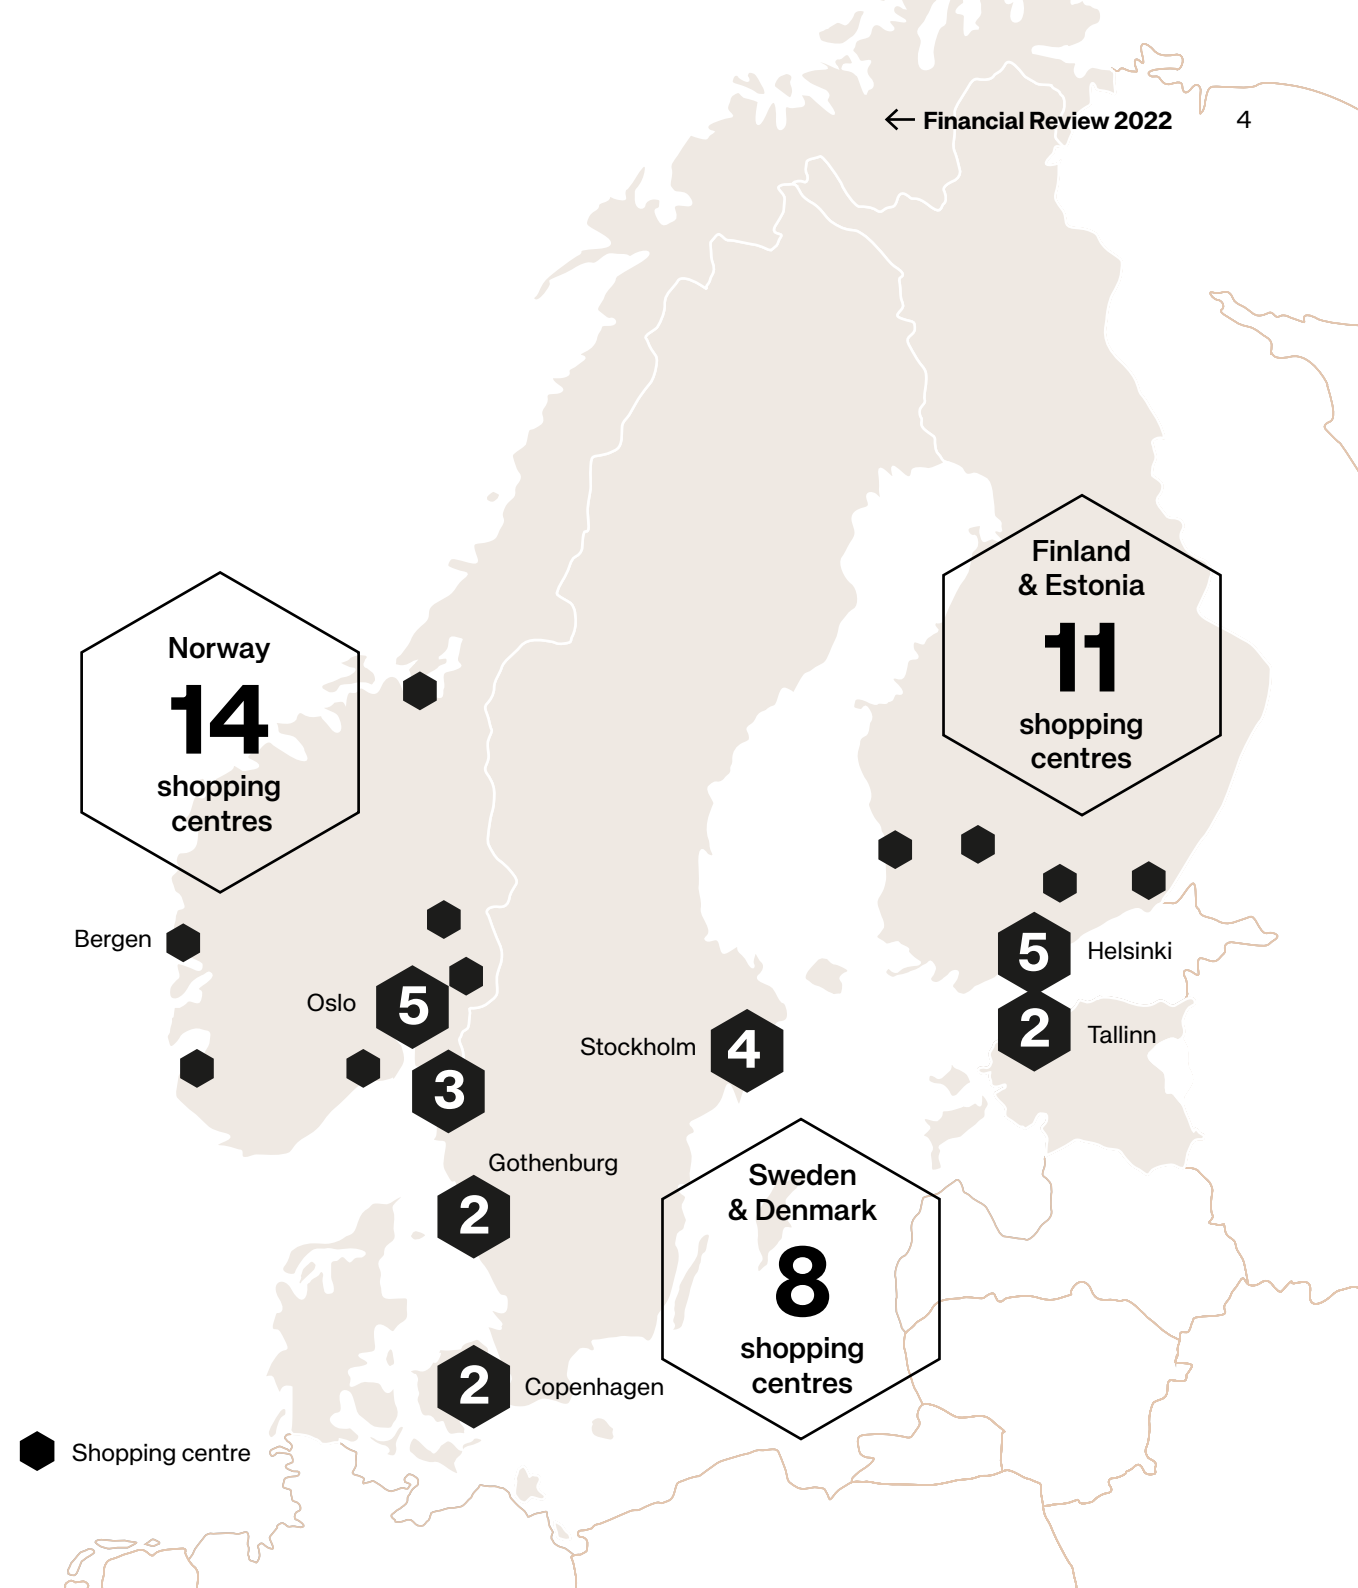 ← Financial Review 2022 4
Finland
& Estonia
11
shopping
centres
Norway
14
shopping
centres
Bergen
Oslo
5
3
Stockholm
4
5
Helsinki
2
Tallinn
Gothenburg
2
Sweden
& Denmark
8
shopping
centres
2
Copenhagen
Shopping centre